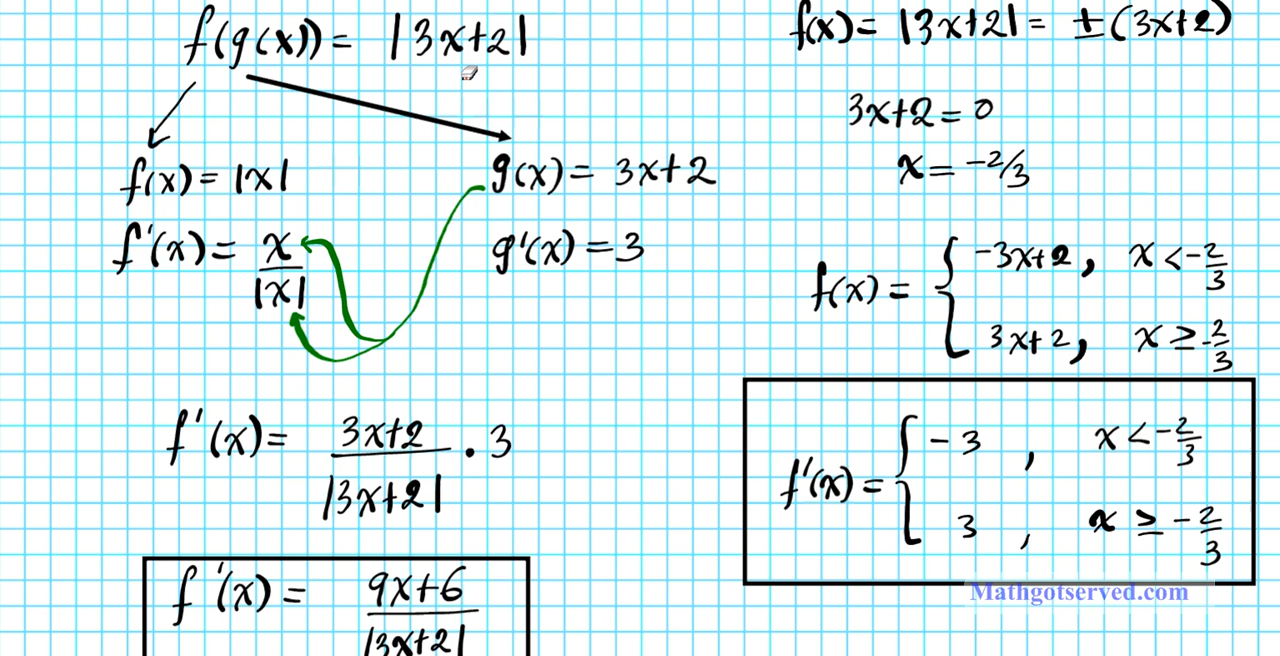 f(g(x)) = |3x+2|
f(x) = |x|
g(x) = 3x+2
f'(x) = x/|x|
g'(x) = 3
f'(x) = (3x+2)/|3x+2| . 3
f'(x) = (9x+6)/|3x+2|
f(x) = |3x+2| = ±(3x+2)
3x+2 = 0
x = -2/3
f(x) = { -3x+2, x < -2/3
3x+2, x ≥ -2/3
f'(x) = { -3 , x < -2/3
3 , x ≥ -2/3
Mathgotserved.com